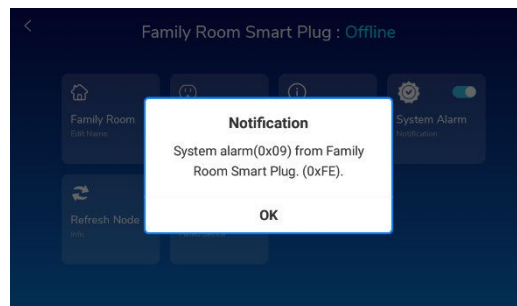 Family Room Smart Plug : Offline
Family Room
Edit Name
System Alarm
Notification
Notification
System alarm(0x09) from Family
Room Smart Plug. (0xFE).
OK
Refresh Node
Info